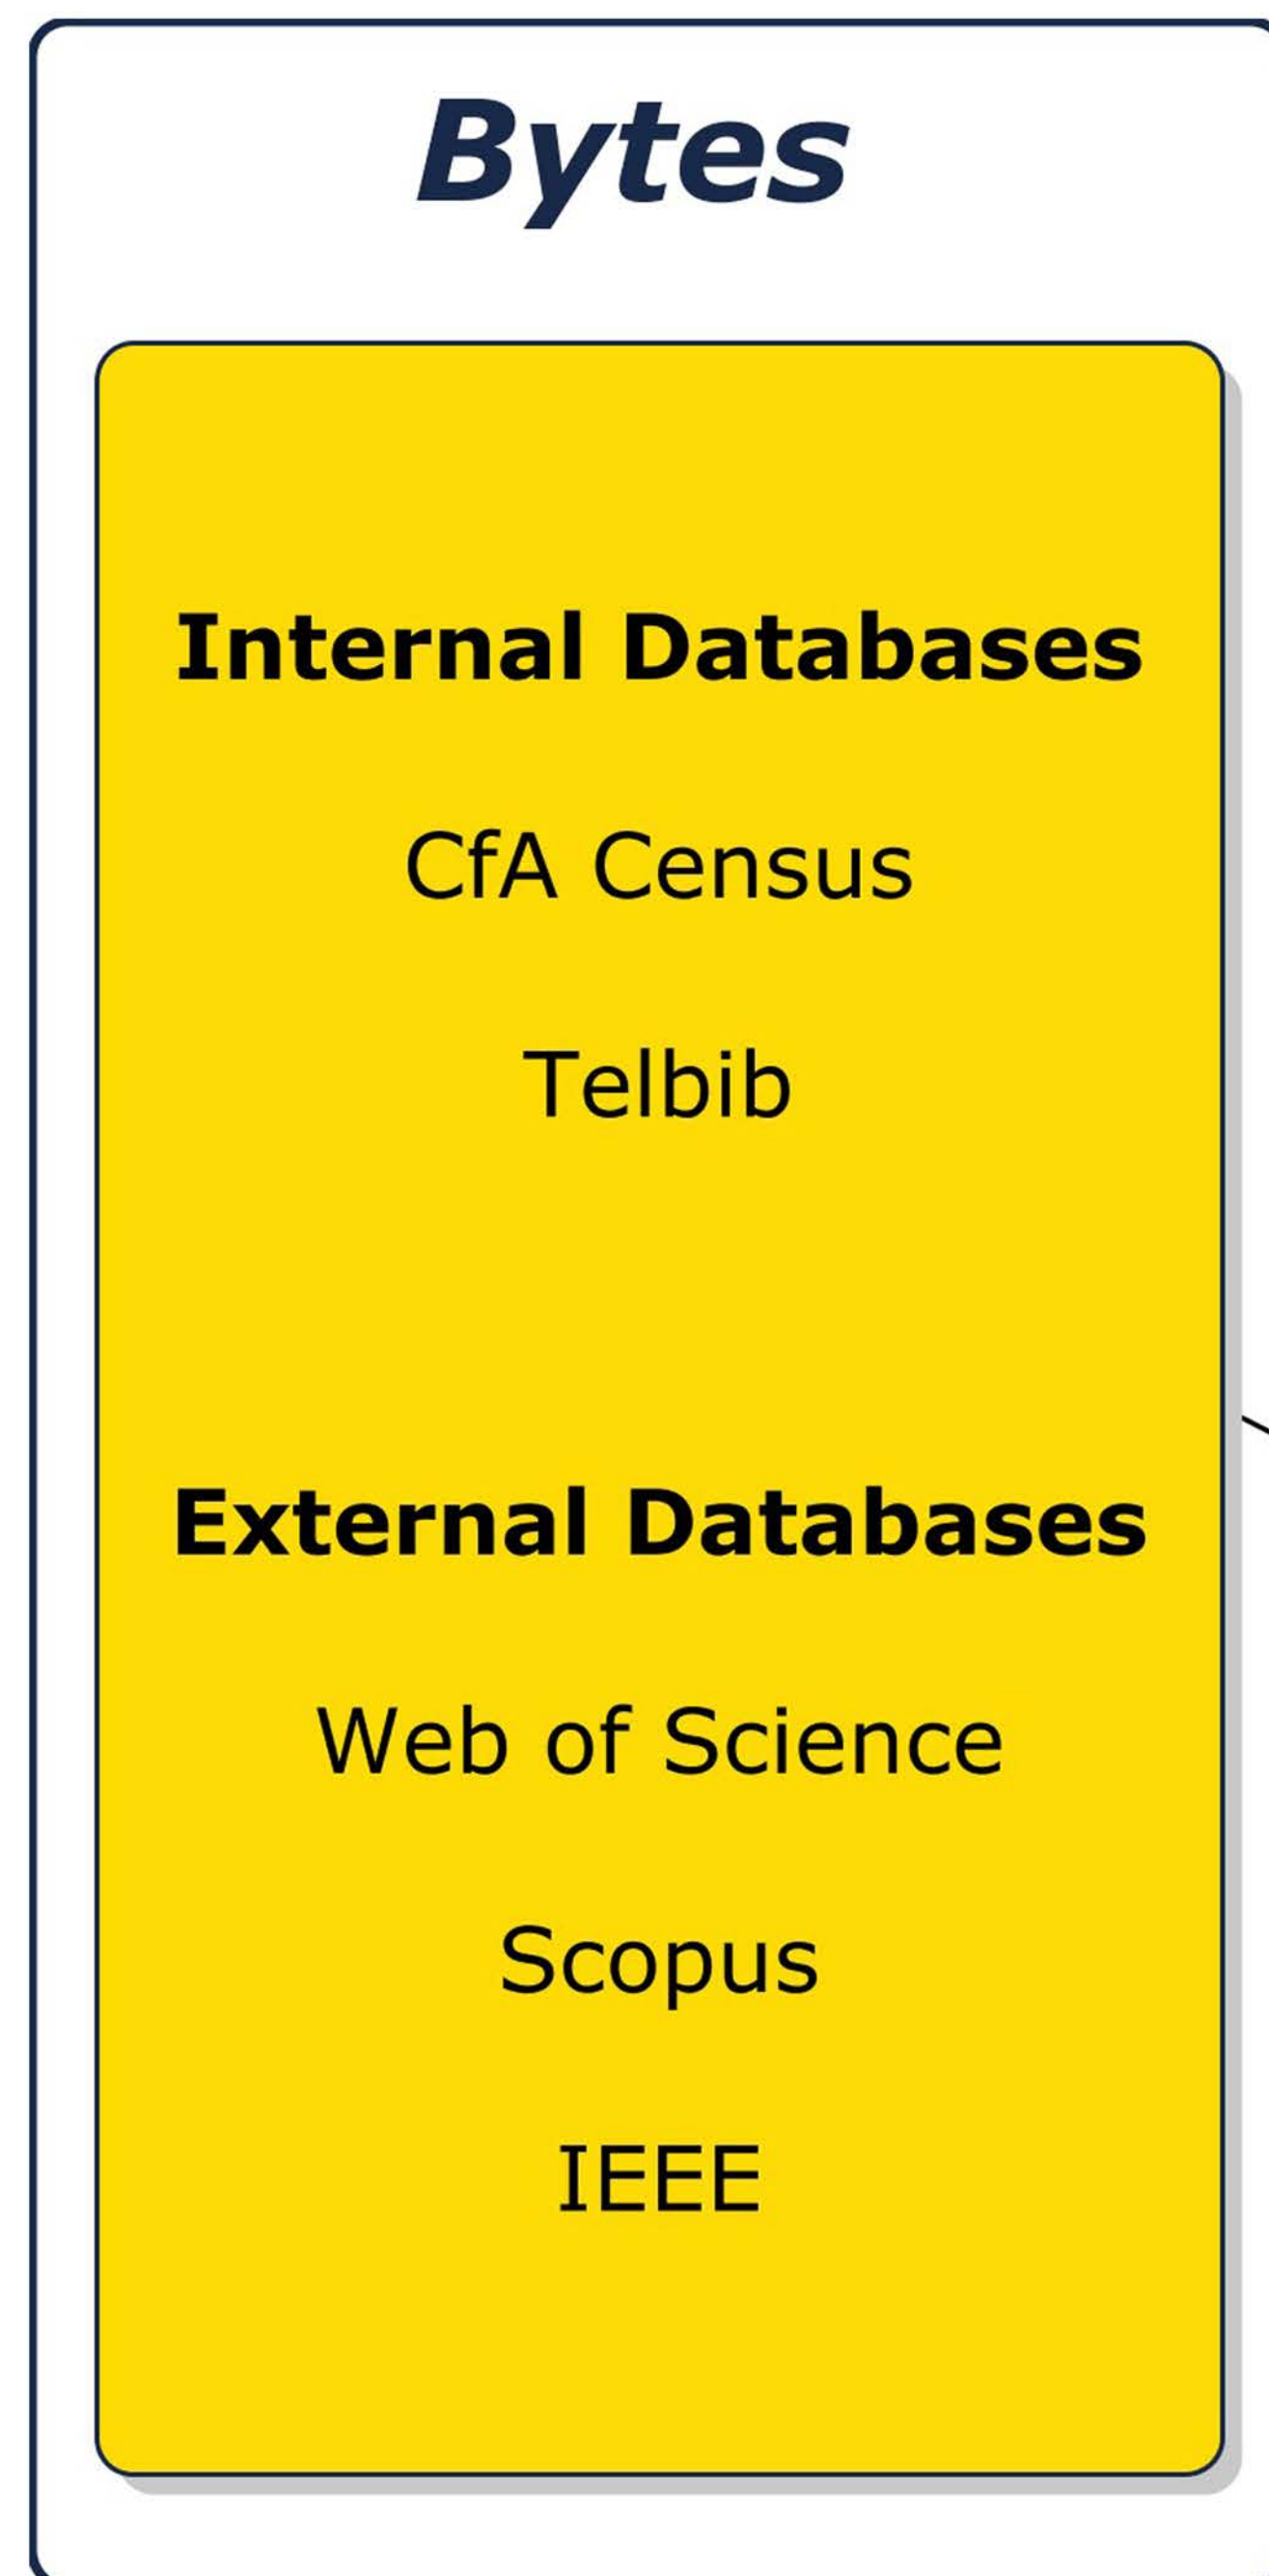 Bytes
Internal Databases
CfA Census
Telbib
External Databases
Web of Science
Scopus
IEEE